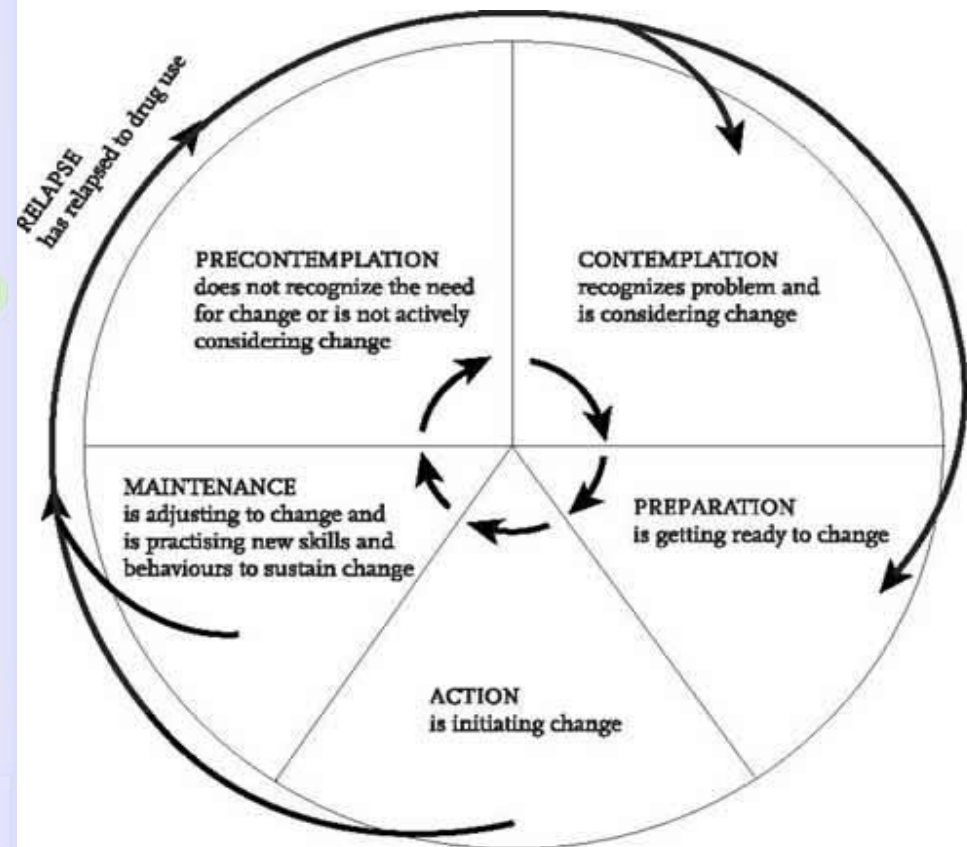 RELAPSE
has relapsed to drug use
PRECONTEMPLATION
does not recognize the need
for change or is not actively
considering change
CONTEMPLATION
recognizes problem and
is considering change
MAINTENANCE
is adjusting to change and
is practising new skills and
behaviours to sustain change
PREPARATION
is getting ready to change
ACTION
is initiating change